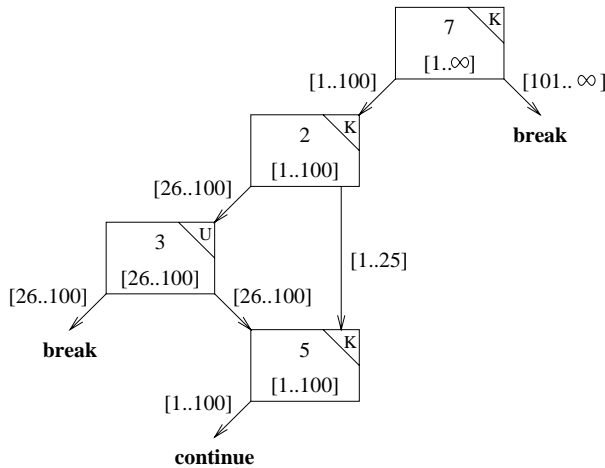 7 K
[1..∞]
[1..100]
[101..∞]
2 K
break
[1..100]
[26..100]
3 U
[1..25]
[26..100]
[26..100]
[26..100]
break
5 K
[1..100]
[1..100]
continue